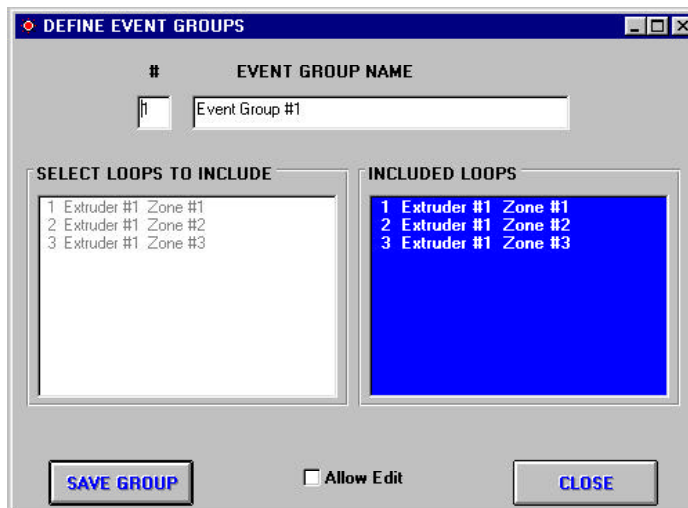 DEFINE EVENT GROUPS
# EVENT GROUP NAME
1 Event Group #1
SELECT LOOPS TO INCLUDE
1 Extruder #1 Zone #1
2 Extruder #1 Zone #2
3 Extruder #1 Zone #3
INCLUDED LOOPS
1 Extruder #1 Zone #1
2 Extruder #1 Zone #2
3 Extruder #1 Zone #3
SAVE GROUP
Allow Edit
CLOSE